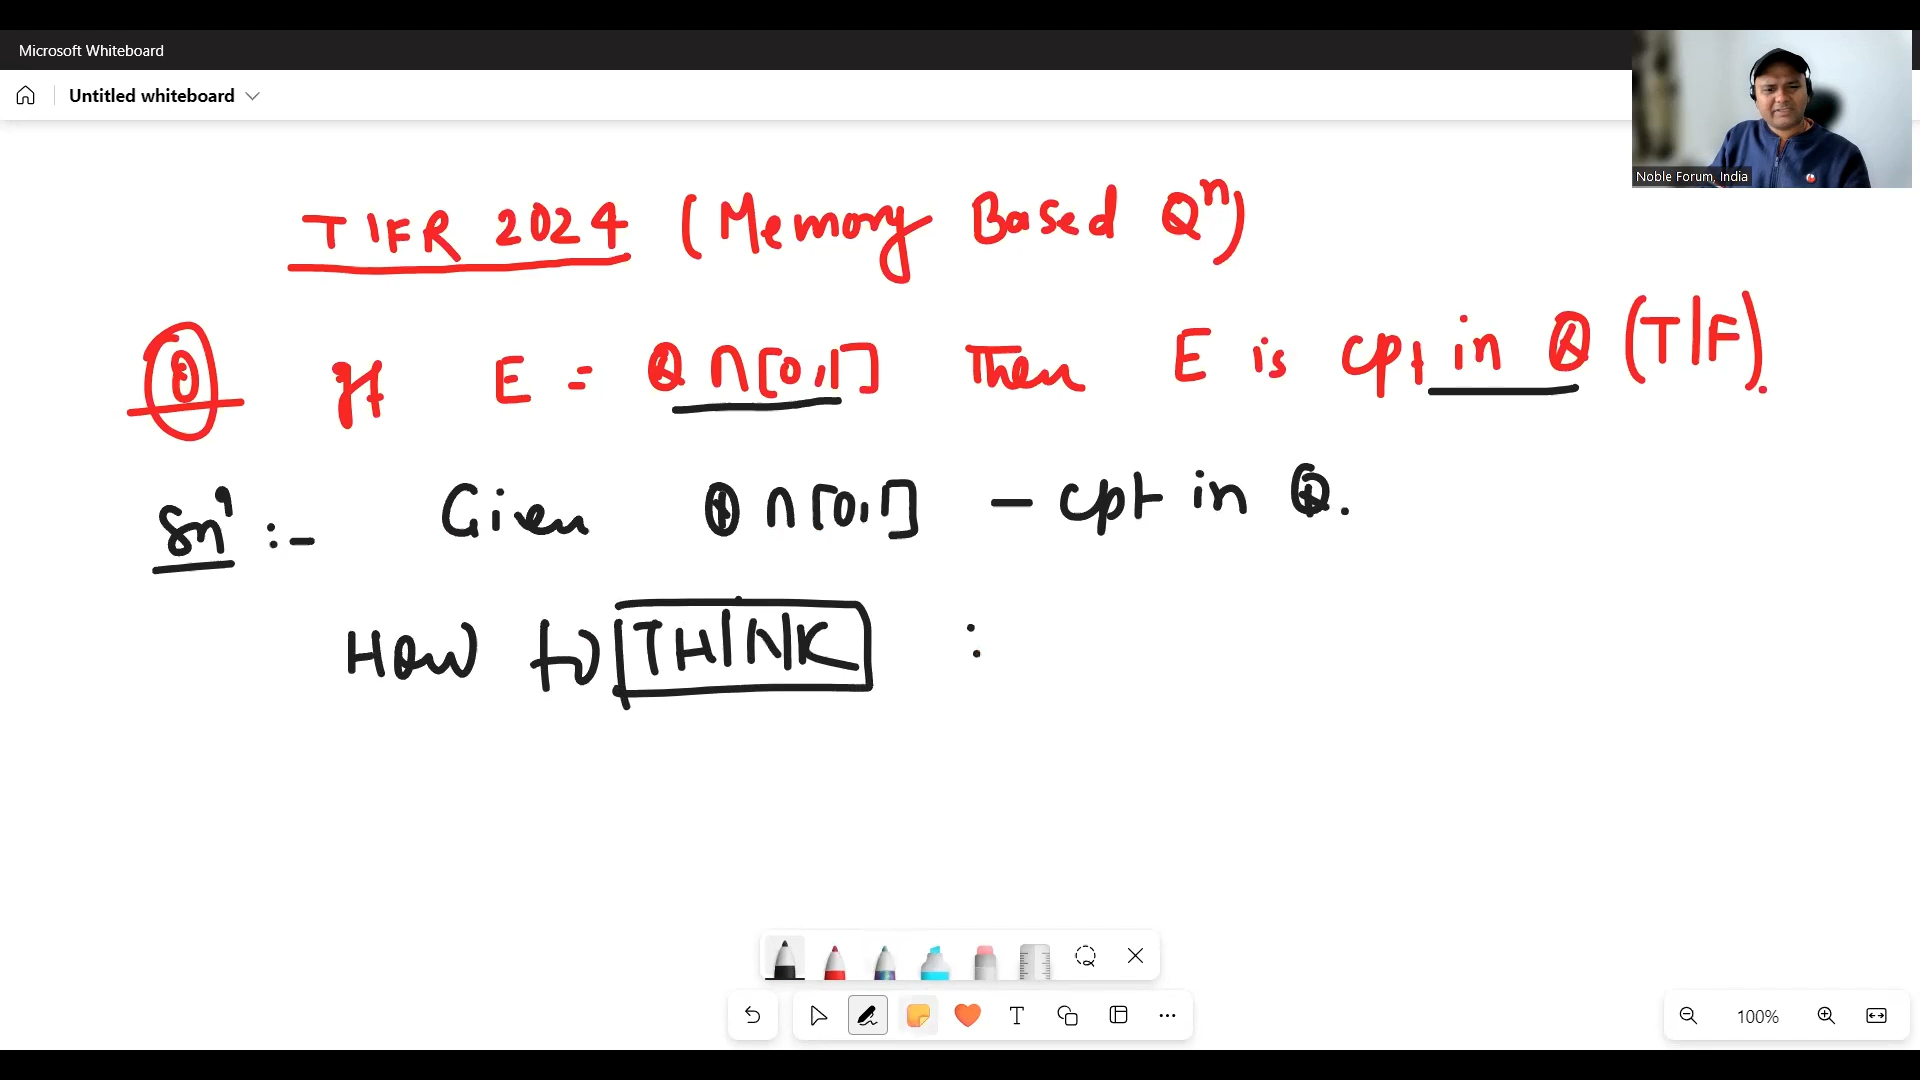 Microsoft Whiteboard
Untitled whiteboard
Noble Forum, India
TIFR 2024 (Memory Based Qⁿ)
Q If E = ℚ ∩ [0,1] Then E is cpt in ℚ (T|F).
Solⁿ :- Given ℚ ∩ [0,1] — cpt in ℚ.
How to THINK :
100%